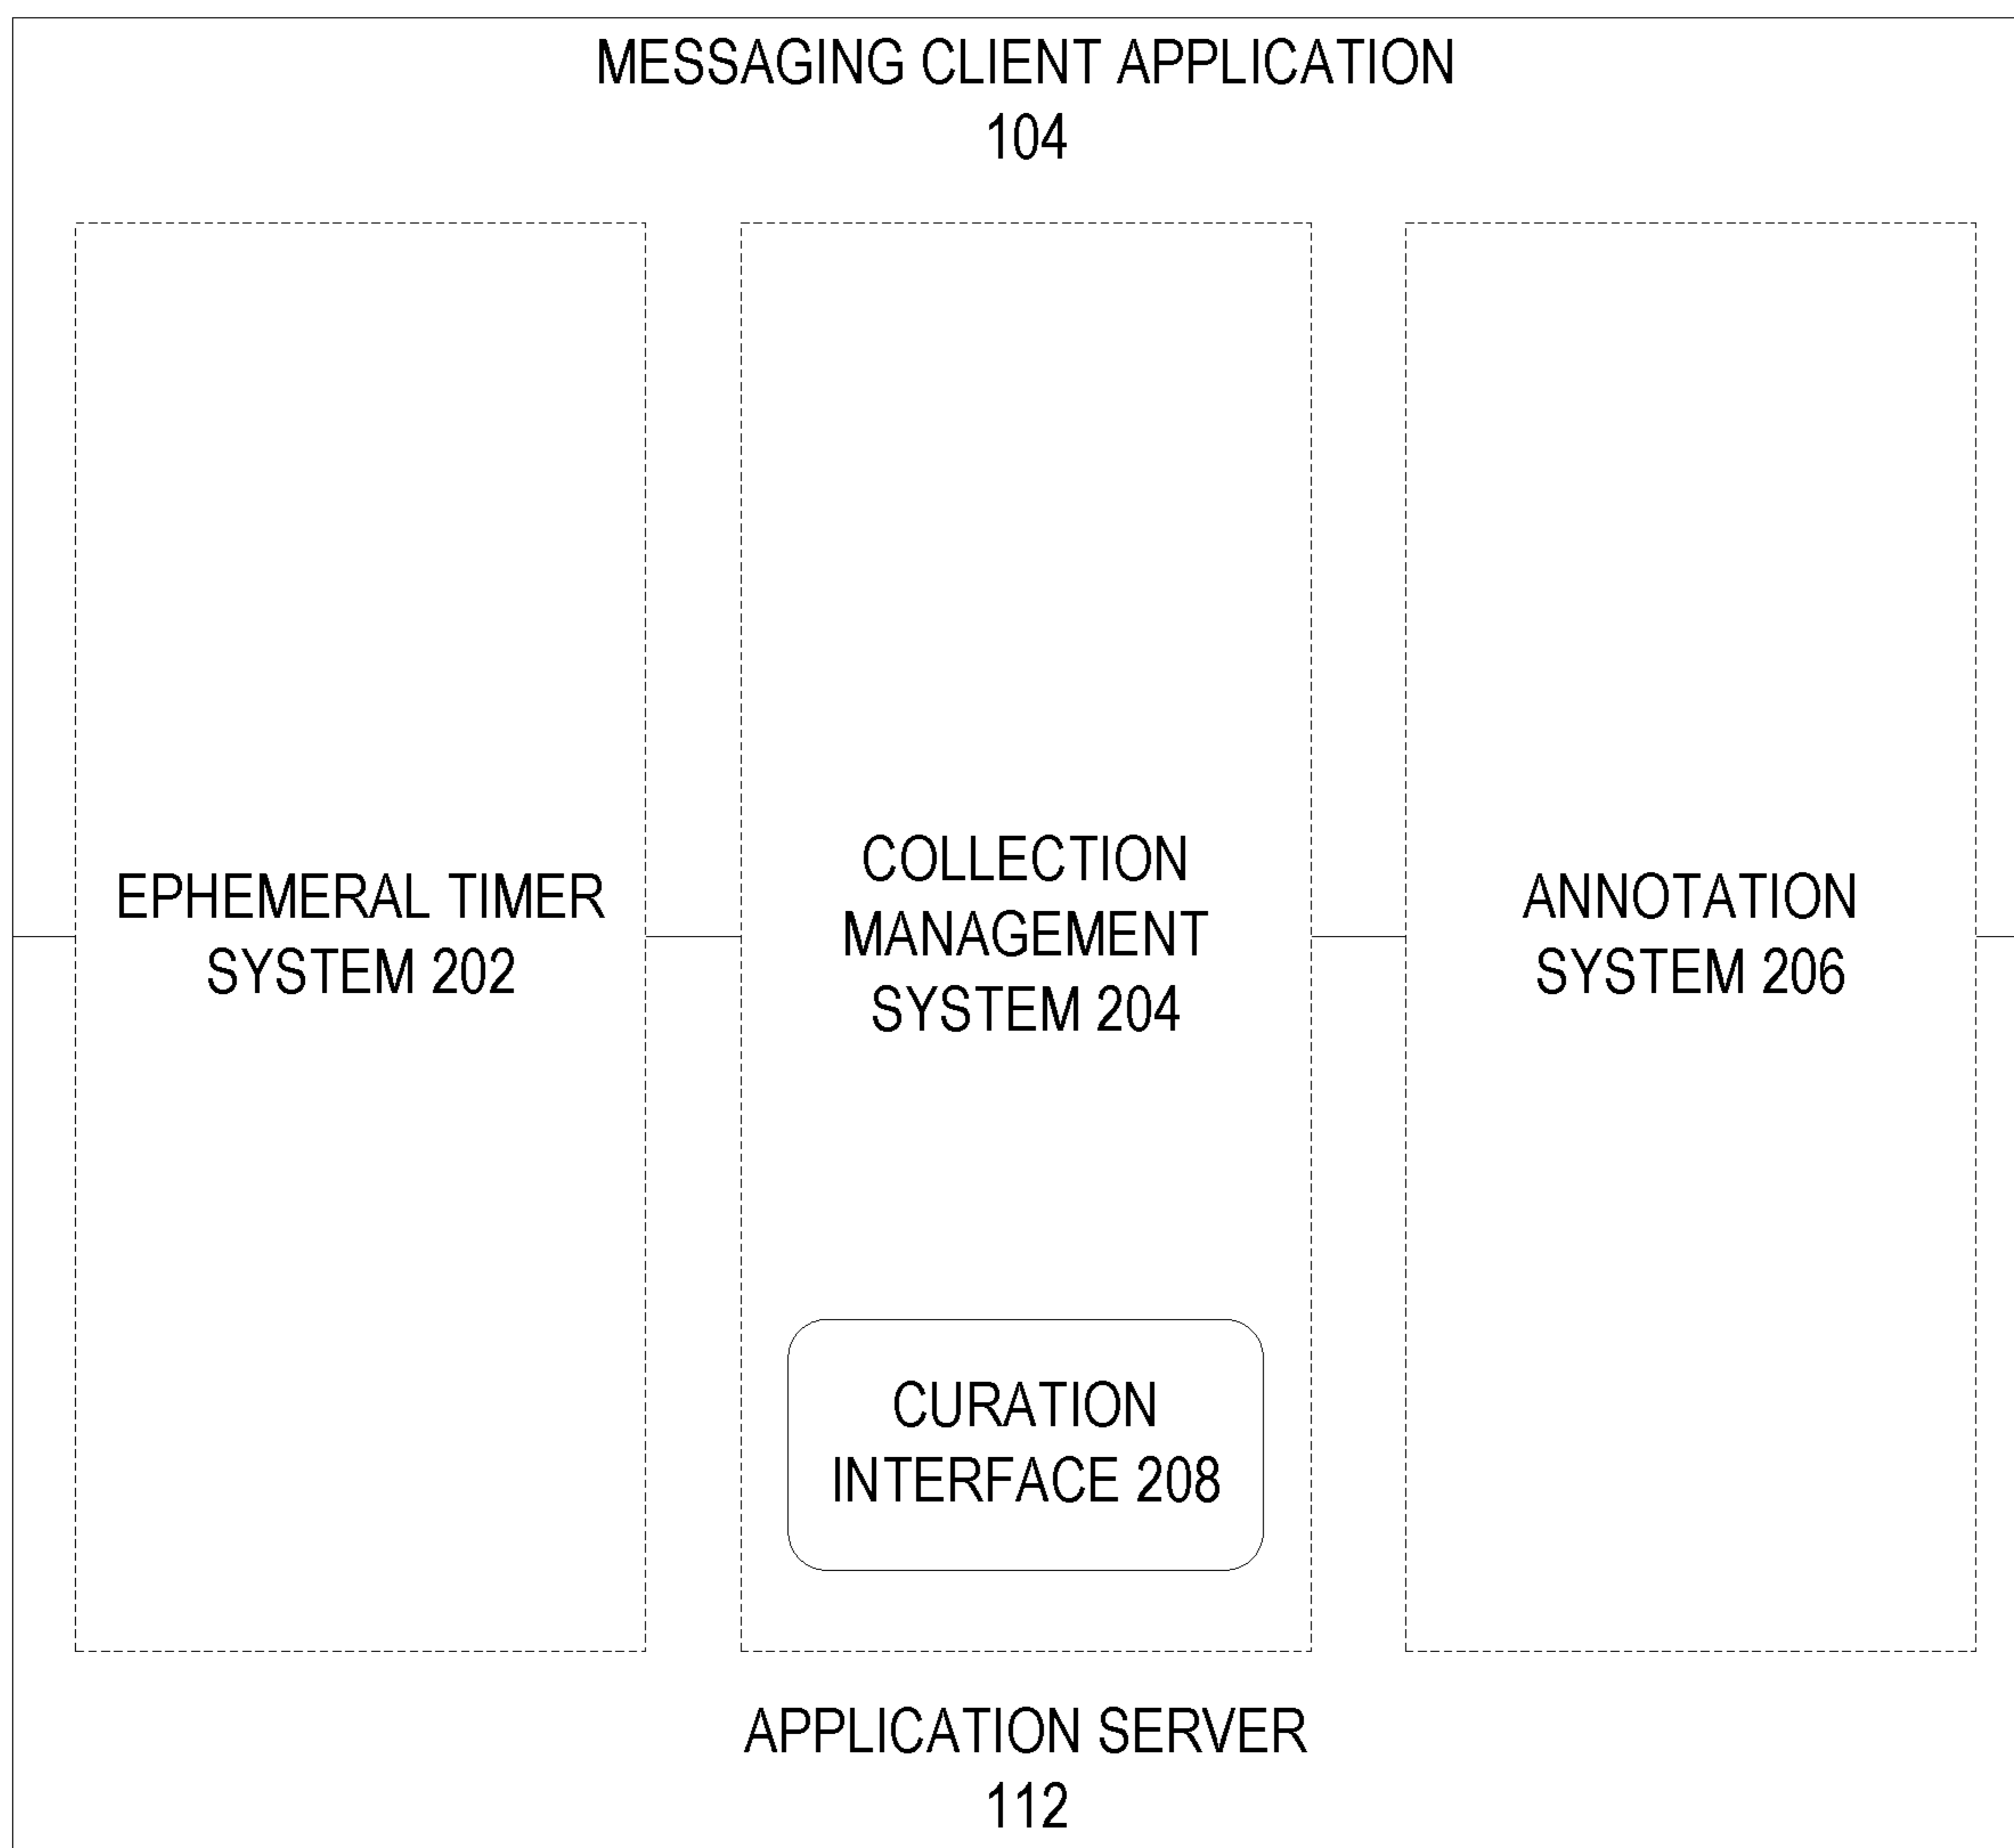 MESSAGING CLIENT APPLICATION
104
EPHEMERAL TIMER
SYSTEM 202
COLLECTION
MANAGEMENT
SYSTEM 204
ANNOTATION
SYSTEM 206
CURATION
INTERFACE 208
APPLICATION SERVER
112